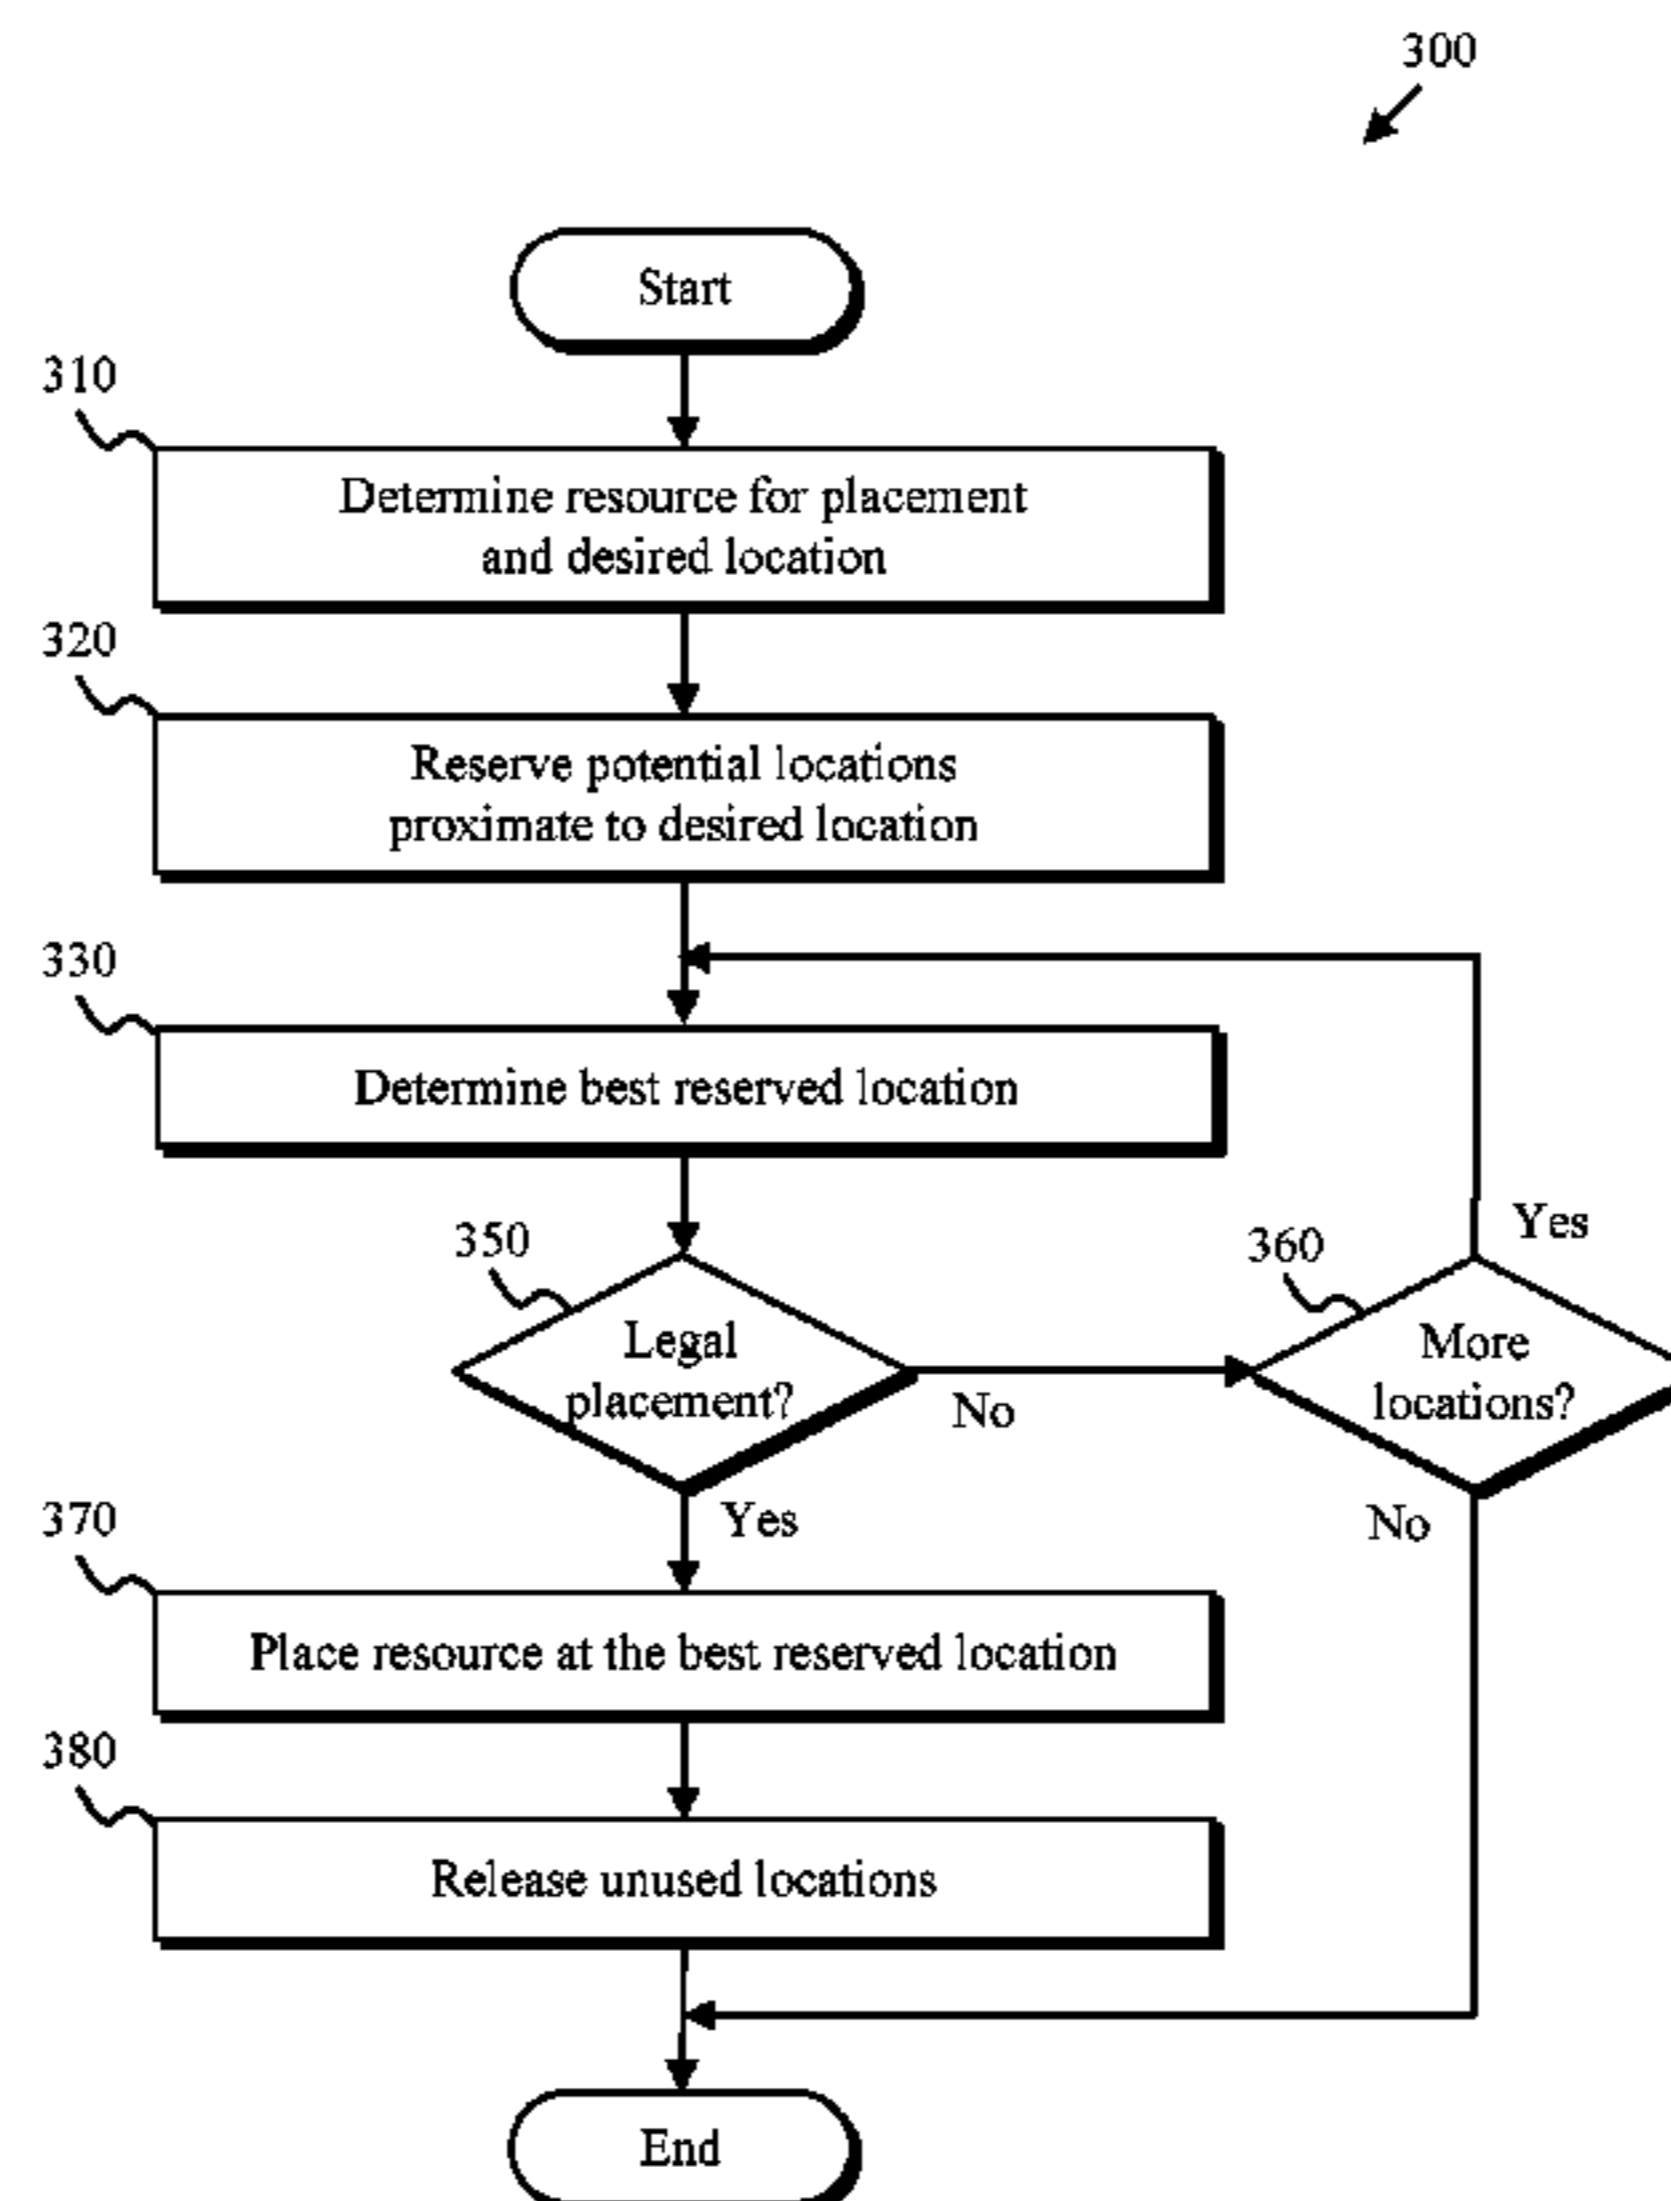 300
Start
310
Determine resource for placement
and desired location
320
Reserve potential locations
proximate to desired location
330
Determine best reserved location
350
Legal
placement?
No
Yes
360
More
locations?
Yes
No
370
Place resource at the best reserved location
380
Release unused locations
End